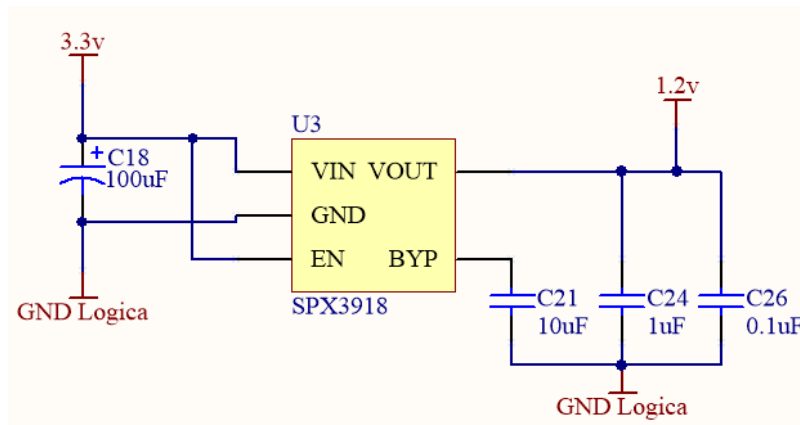 3.3v
1.2v
U3
+
C18
100uF
VIN VOUT
GND
EN BYP
GND Logica
SPX3918
C21
10uF
C24
1uF
C26
0.1uF
GND Logica